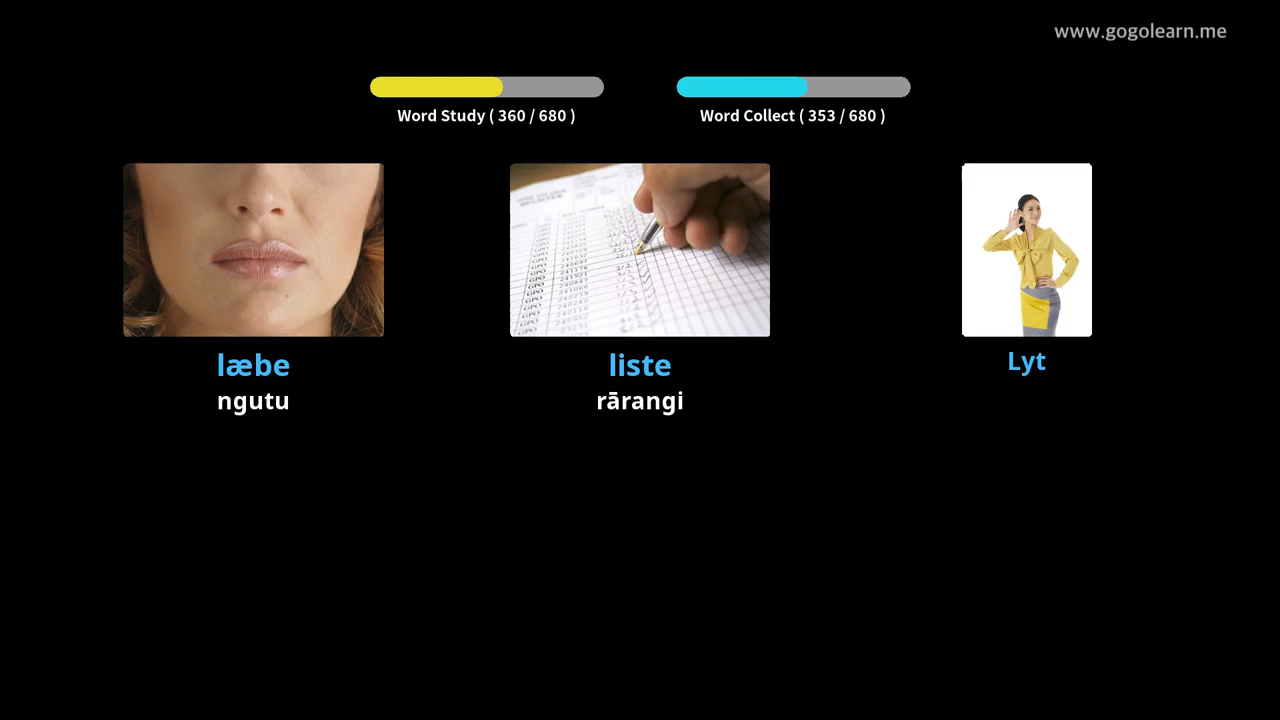 www.gogolearn.me
Word Study ( 360 / 680 )
Word Collect ( 353 / 680 )
læbe
liste
Lyt
ngutu
rārangi